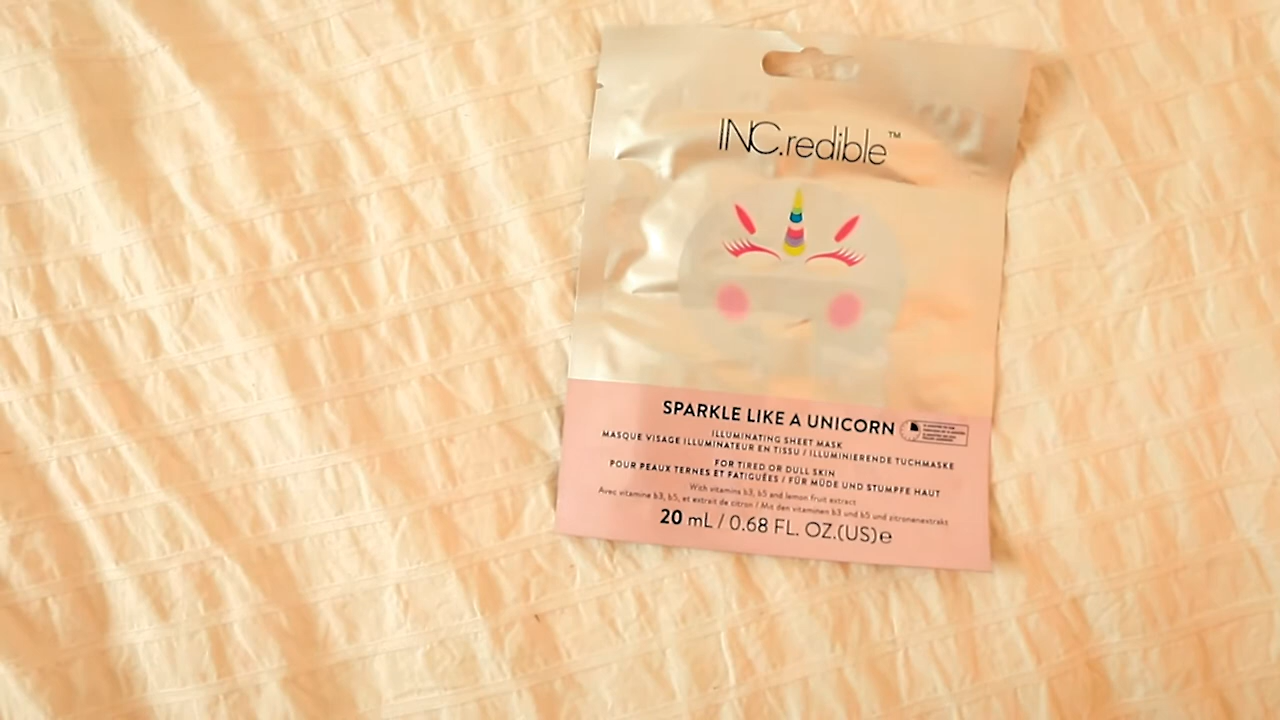 INC.redible™
SPARKLE LIKE A UNICORN
ILLUMINATING SHEET MASK
MASQUE VISAGE ILLUMINATEUR EN TISSU / ILLUMINIERENDE TUCHMASKE
FOR TIRED OR DULL SKIN
POUR PEAUX TERNES ET FATIGUÉES / FÜR MÜDE UND STUMPFE HAUT
With vitamins b3, b5 and lemon fruit extract
Avec vitamine b3, b5, et extrait de citron / Mit den vitaminen b3 und b5 und zitronenextrakt
20 mL / 0.68 FL. OZ.(US)e